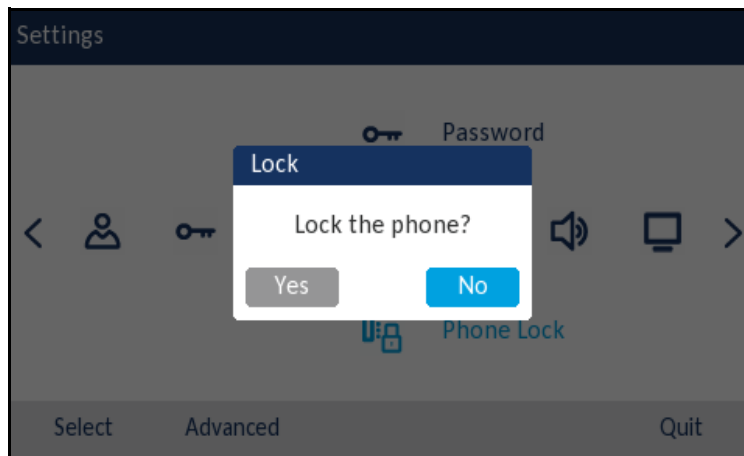 Settings
Password
Lock
Lock the phone?
Yes No
Phone Lock
Select Advanced Quit